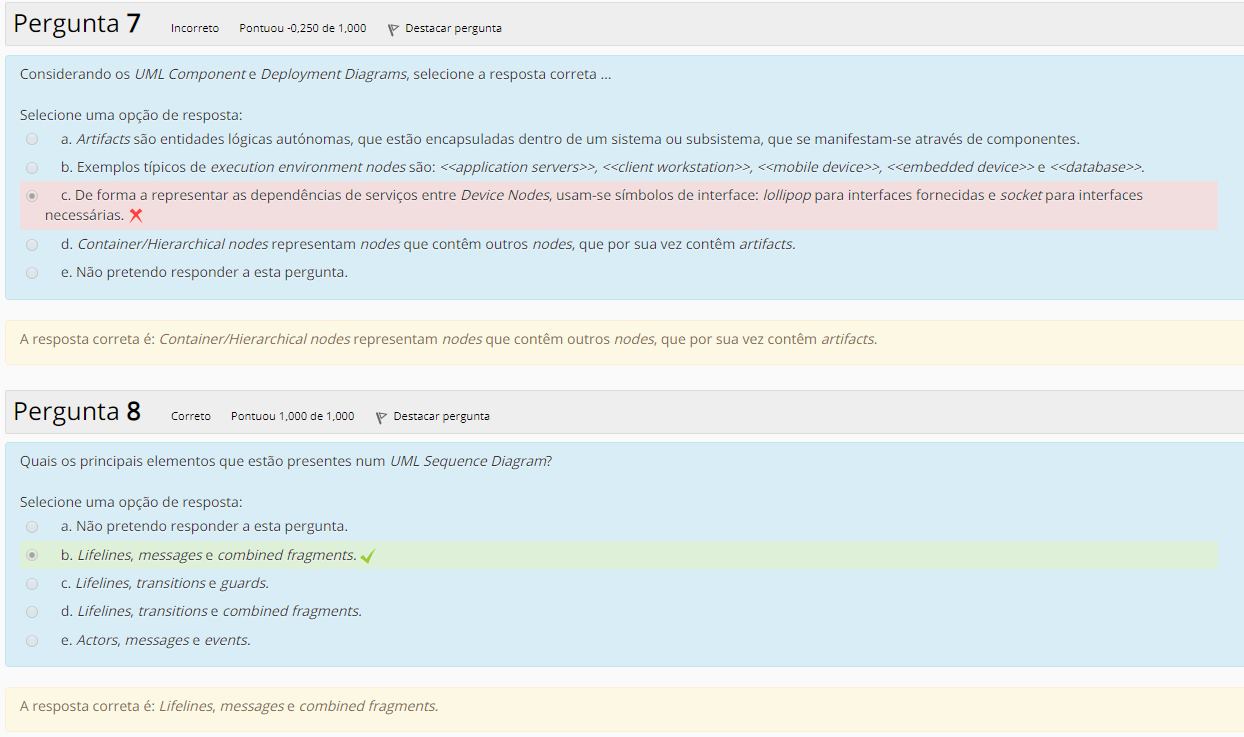 Pergunta 7 Incorreto Pontuou -0,250 de 1,000 Destacar pergunta
Considerando os UML Component e Deployment Diagrams, selecione a resposta correta ...
Selecione uma opção de resposta:
a. Artifacts são entidades lógicas autónomas, que estão encapsuladas dentro de um sistema ou subsistema, que se manifestam-se através de componentes.
b. Exemplos típicos de execution environment nodes são: <<application servers>>, <<client workstation>>, <<mobile device>>, <<embedded device>> e <<database>>.
c. De forma a representar as dependências de serviços entre Device Nodes, usam-se símbolos de interface: lollipop para interfaces fornecidas e socket para interfaces
necessárias.
d. Container/Hierarchical nodes representam nodes que contêm outros nodes, que por sua vez contêm artifacts.
e. Não pretendo responder a esta pergunta.
A resposta correta é: Container/Hierarchical nodes representam nodes que contêm outros nodes, que por sua vez contêm artifacts.
Pergunta 8 Correto Pontuou 1,000 de 1,000 Destacar pergunta
Quais os principais elementos que estão presentes num UML Sequence Diagram?
Selecione uma opção de resposta:
a. Não pretendo responder a esta pergunta.
b. Lifelines, messages e combined fragments.
c. Lifelines, transitions e guards.
d. Lifelines, transitions e combined fragments.
e. Actors, messages e events.
A resposta correta é: Lifelines, messages e combined fragments.